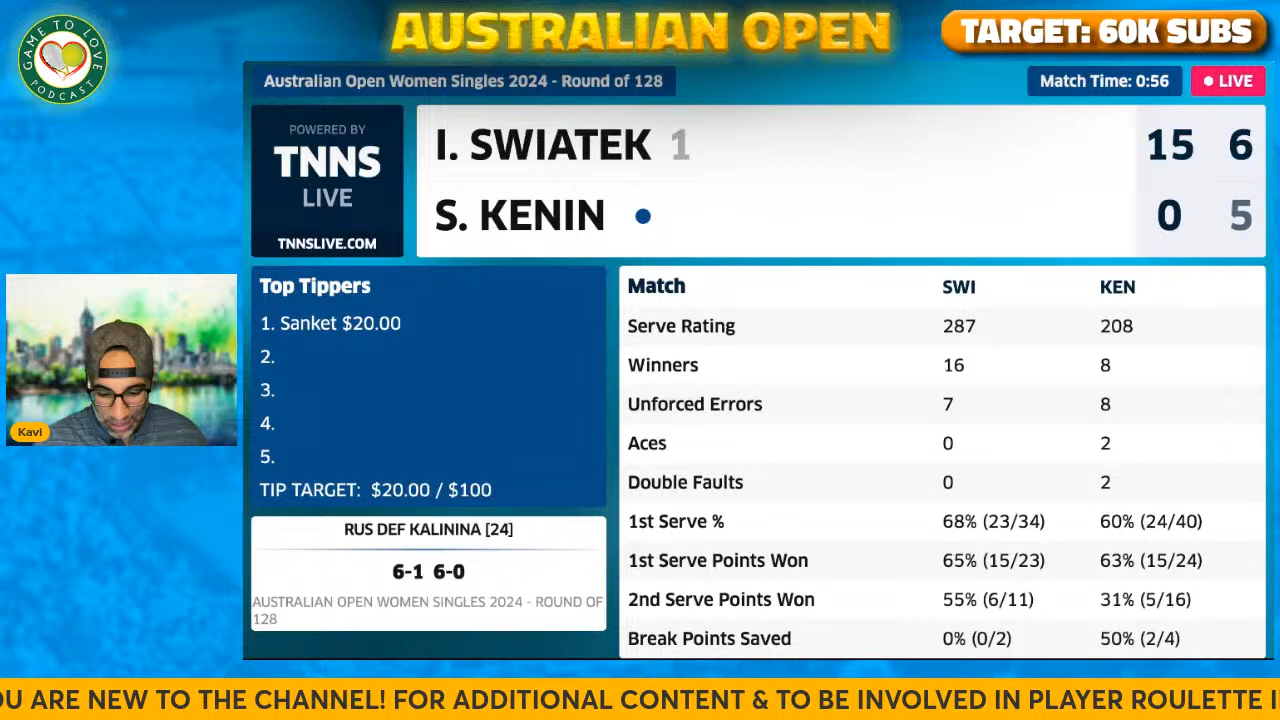 GAME TO LOVE
PODCAST
AUSTRALIAN OPEN
TARGET: 60K SUBS
Australian Open Women Singles 2024 - Round of 128
Match Time: 0:56
LIVE
POWERED BY
TNNS
LIVE
TNNSLIVE.COM
I. SWIATEK 1 15 6
S. KENIN 0 5
Top Tippers
1. Sanket $20.00
2.
3.
4.
5.
TIP TARGET: $20.00 / $100
RUS DEF KALININA [24]
6-1 6-0
AUSTRALIAN OPEN WOMEN SINGLES 2024 - ROUND OF
128
Match SWI KEN
Serve Rating 287 208
Winners 16 8
Unforced Errors 7 8
Aces 0 2
Double Faults 0 2
1st Serve % 68% (23/34) 60% (24/40)
1st Serve Points Won 65% (15/23) 63% (15/24)
2nd Serve Points Won 55% (6/11) 31% (5/16)
Break Points Saved 0% (0/2) 50% (2/4)
Kavi
OU ARE NEW TO THE CHANNEL! FOR ADDITIONAL CONTENT & TO BE INVOLVED IN PLAYER ROULETTE I